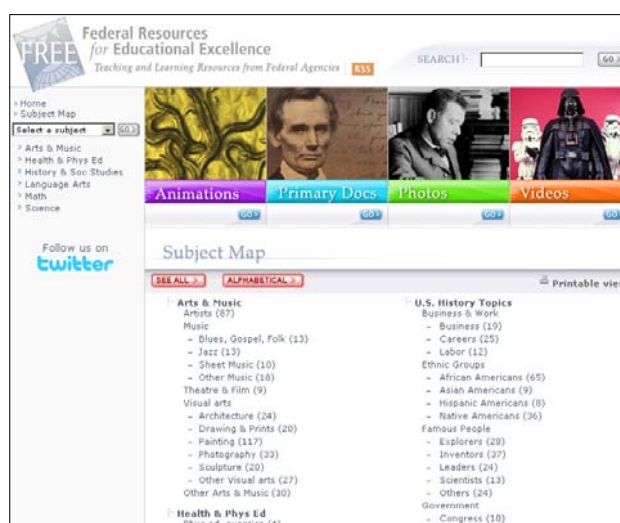 FREE
Federal Resources
for Educational Excellence
Teaching and Learning Resources from Federal Agencies
RSS
SEARCH
GO
Home
Subject Map
Select a subject
GO
Arts & Music
Health & Phys Ed
History & Soc Studies
Language Arts
Math
Science
Follow us on
twitter
Animations
Primary Docs
Photos
Videos
GO
GO
GO
GO
Subject Map
SEE ALL
ALPHABETICAL
Printable view
Arts & Music
Artists (87)
Music
- Blues, Gospel, Folk (13)
- Jazz (13)
- Sheet Music (10)
- Other Music (18)
Theatre & Film (9)
Visual arts
- Architecture (24)
- Drawing & Prints (20)
- Painting (117)
- Photography (33)
- Sculpture (20)
- Other Visual arts (27)
Other Arts & Music (30)
Health & Phys Ed
U.S. History Topics
Business & Work
- Business (19)
- Careers (25)
- Labor (12)
Ethnic Groups
- African Americans (65)
- Asian Americans (9)
- Hispanic Americans (8)
- Native Americans (36)
Famous People
- Explorers (28)
- Inventors (37)
- Leaders (24)
- Scientists (13)
- Others (24)
Government
- Congress (10)